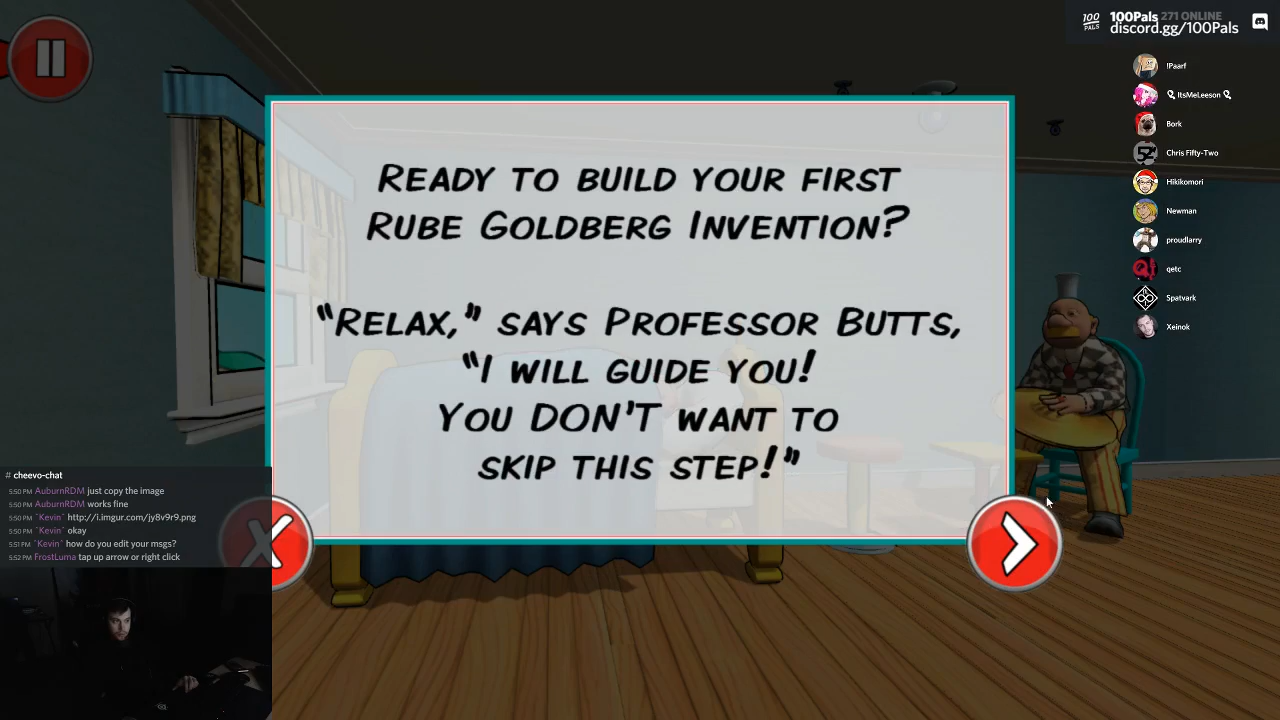 100 PALS
100Pals 271 ONLINE
discord.gg/100Pals
!Paarf
ItsMeLeeson
Bork
Chris Fifty-Two
Hikikomori
Newman
proudlarry
qetc
Spatvark
Xeinok
READY TO BUILD YOUR FIRST
RUBE GOLDBERG INVENTION?
"RELAX," SAYS PROFESSOR BUTTS,
"I WILL GUIDE YOU!
YOU DON'T WANT TO
SKIP THIS STEP!"
# cheevo-chat
5:50 PM AuburnRDM just copy the image
5:50 PM AuburnRDM works fine
5:50 PM "Kevin" http://i.imgur.com/jy8v9r9.png
5:50 PM "Kevin" okay
5:51 PM "Kevin" how do you edit your msgs?
5:52 PM FrostLuma tap up arrow or right click